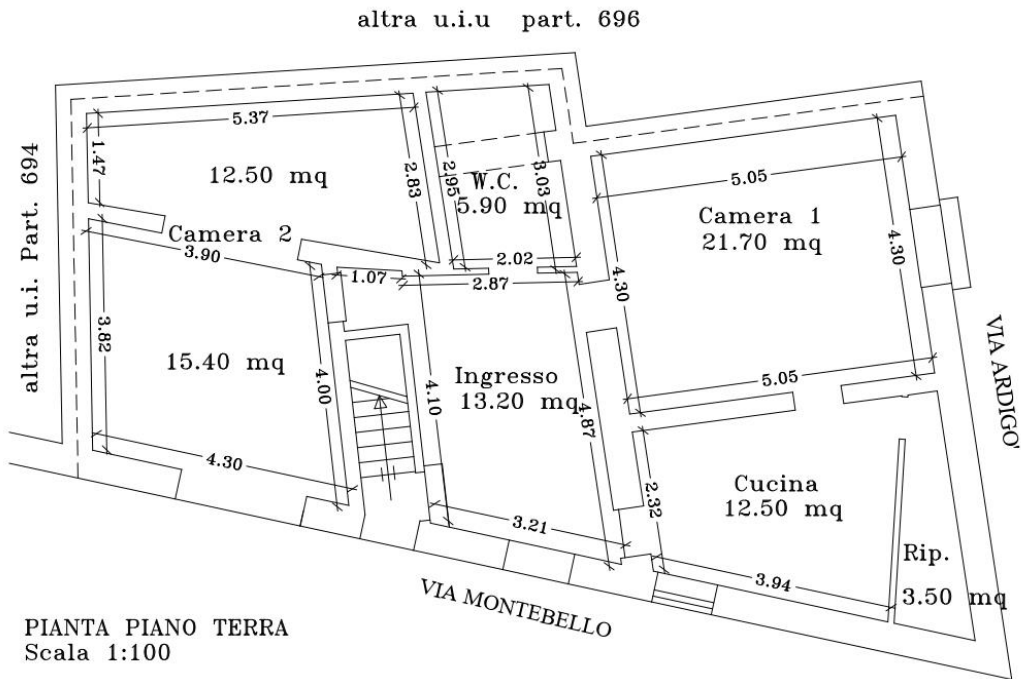 altra u.i.u part. 696
altra u.i. Part. 694
5.37
1.47
12.50 mq
2.83
2.95
3.03
W.C.
5.90 mq
2.02
Camera 2
3.90
1.07
2.87
3.82
15.40 mq
4.00
4.30
4.10
Ingresso
13.20 mq
4.87
3.21
5.05
Camera 1
21.70 mq
4.30
4.30
5.05
Cucina
12.50 mq
2.32
3.94
Rip.
3.50 mq
VIA ARDIGO'
VIA MONTEBELLO
PIANTA PIANO TERRA
Scala 1:100